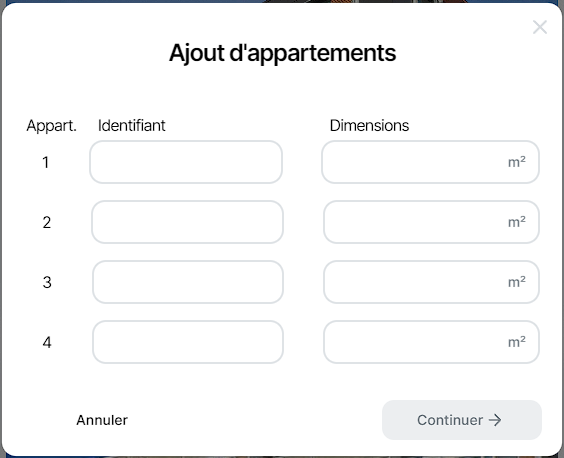 Ajout d'appartements
Appart. Identifiant Dimensions
1 m²
2 m²
3 m²
4 m²
Annuler Continuer →